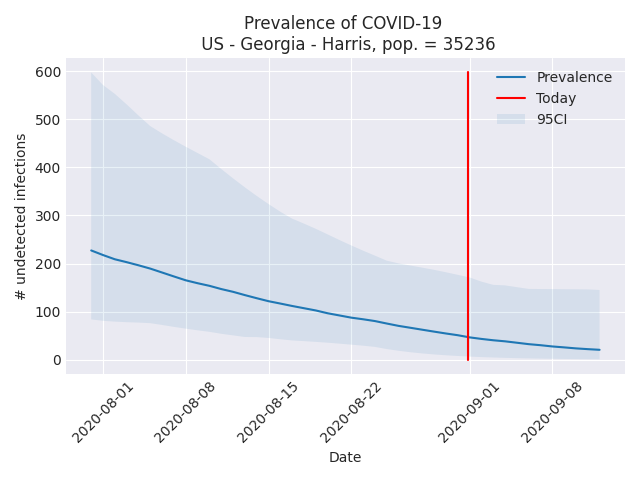 Prevalence of COVID-19
US - Georgia - Harris, pop. = 35236
Prevalence
Today
95CI
600
500
400
300
200
100
0
# undetected infections
2020-08-01
2020-08-08
2020-08-15
2020-08-22
2020-09-01
2020-09-08
Date